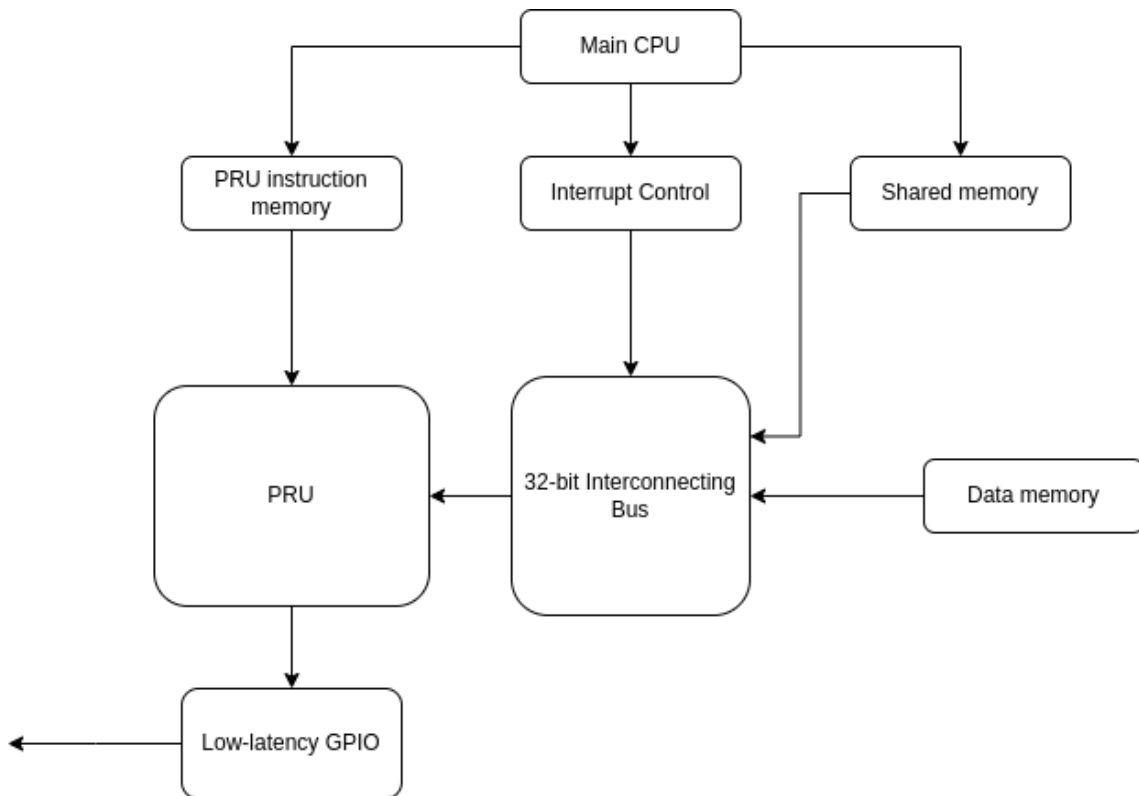 Main CPU
PRU instruction
memory
Interrupt Control
Shared memory
PRU
32-bit Interconnecting
Bus
Data memory
Low-latency GPIO